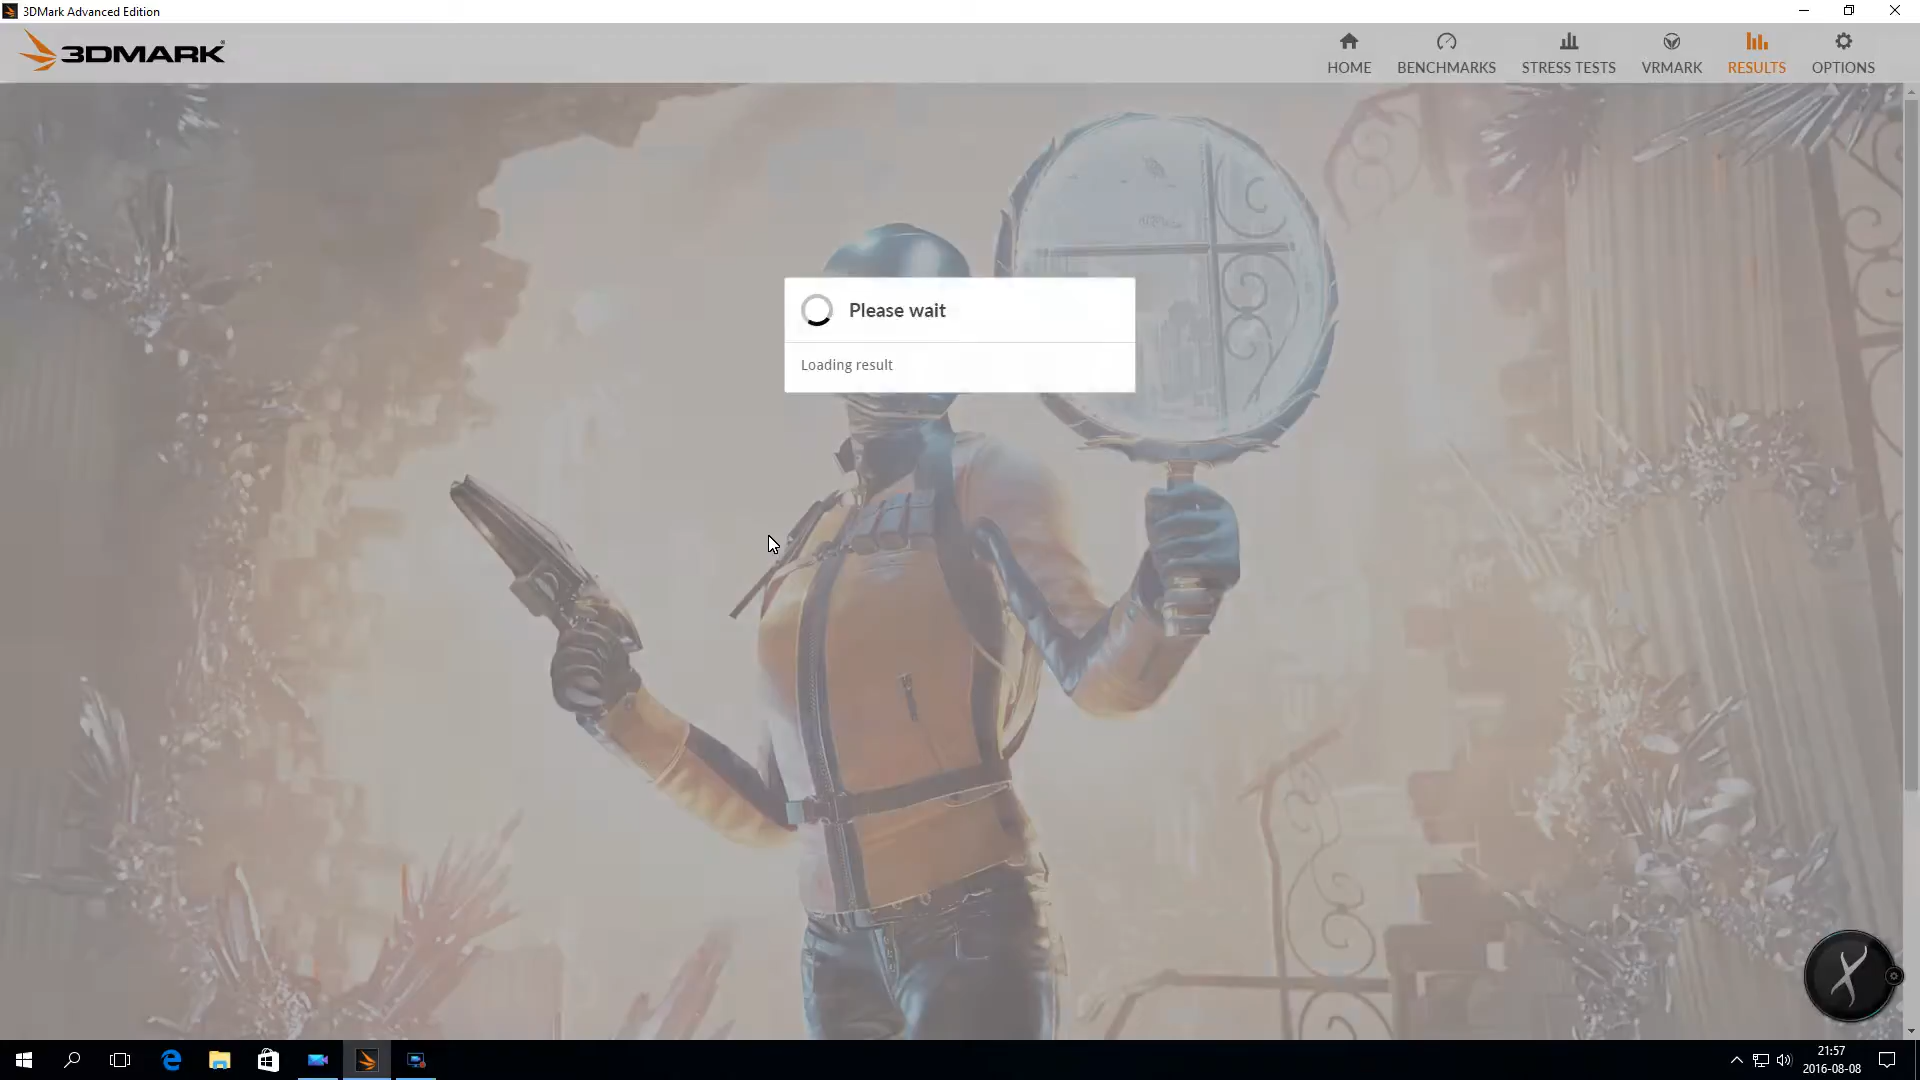 3DMark Advanced Edition
3DMARK
HOME
BENCHMARKS
STRESS TESTS
VRMARK
RESULTS
OPTIONS
Please wait
Loading result
21:57
2016-08-08